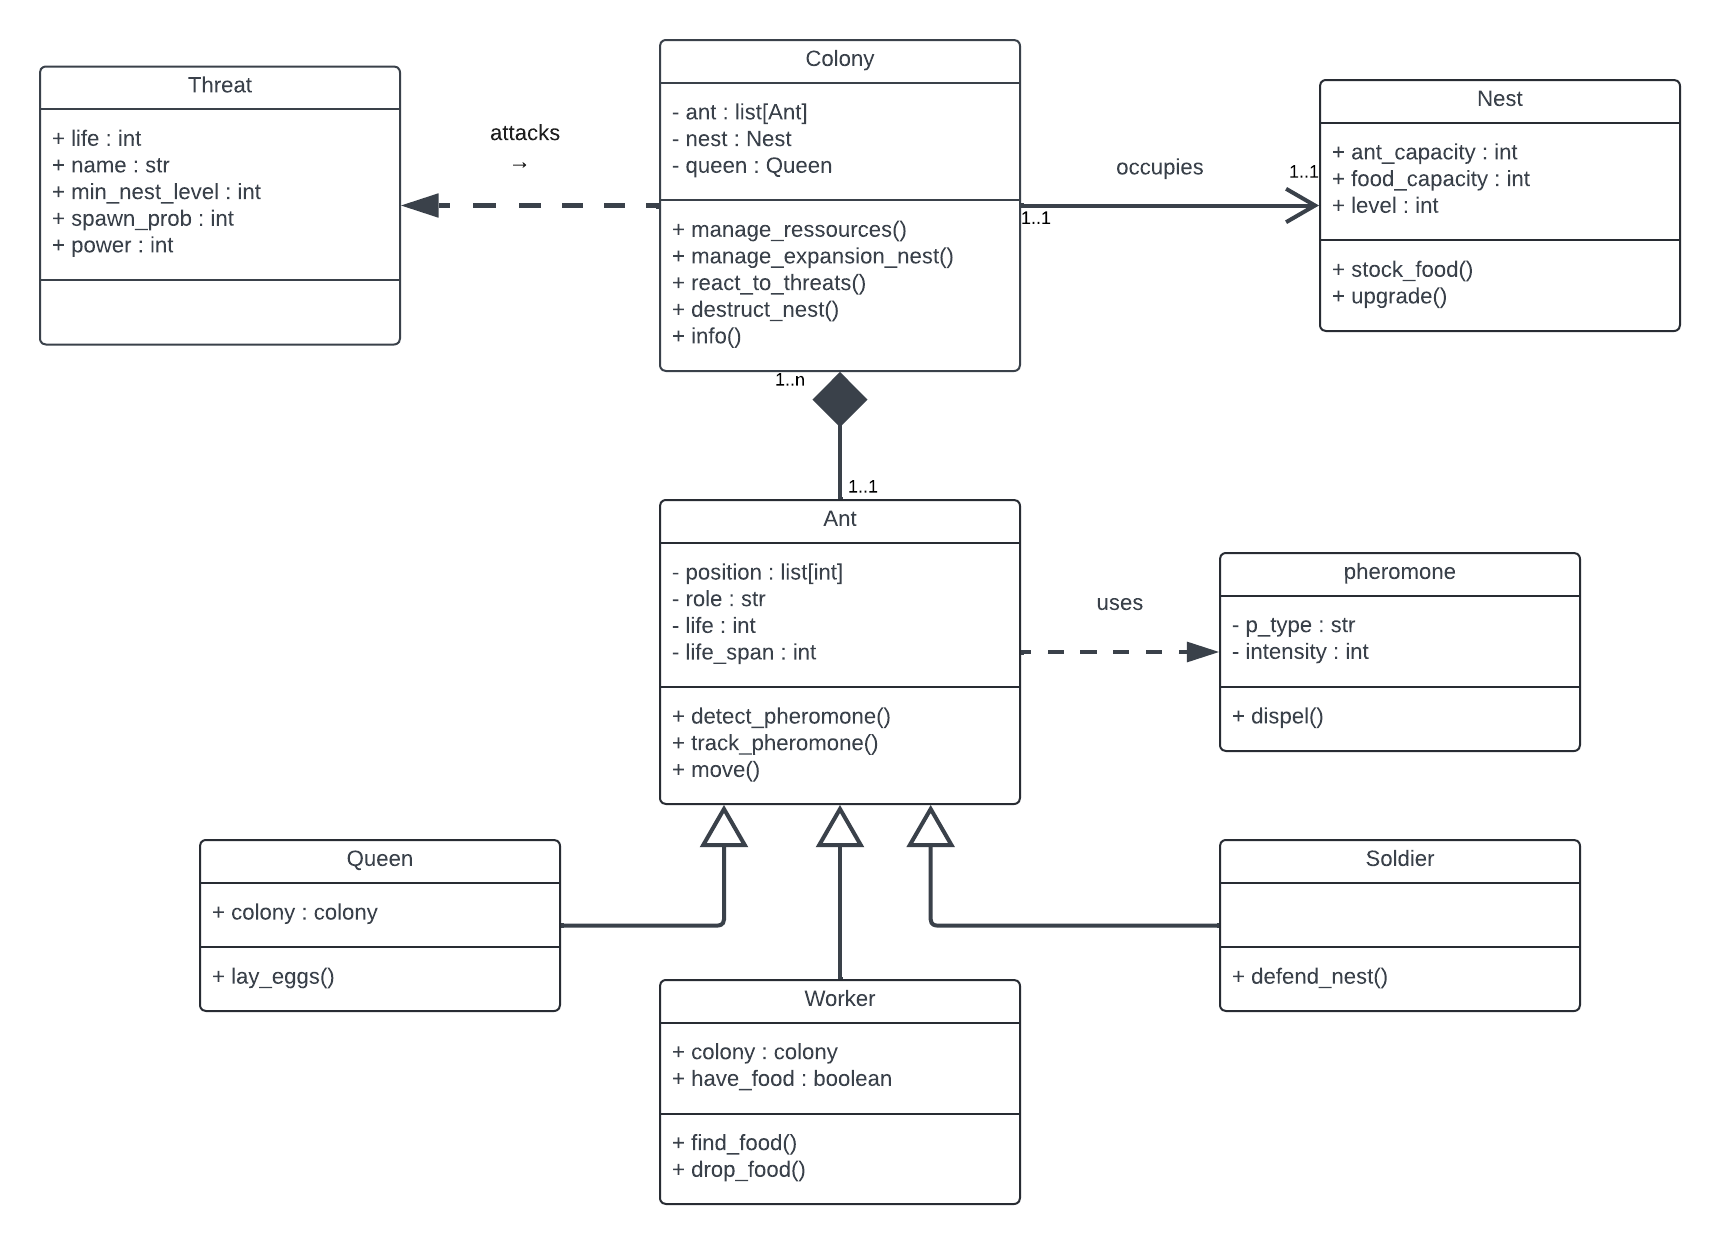 Threat
+ life : int
+ name : str
+ min_nest_level : int
+ spawn_prob : int
+ power : int
attacks
→
Colony
- ant : list[Ant]
- nest : Nest
- queen : Queen
+ manage_ressources()
+ manage_expansion_nest()
+ react_to_threats()
+ destruct_nest()
+ info()
occupies
1..1
1..1
Nest
+ ant_capacity : int
+ food_capacity : int
+ level : int
+ stock_food()
+ upgrade()
1..n
1..1
Ant
- position : list[int]
- role : str
- life : int
- life_span : int
+ detect_pheromone()
+ track_pheromone()
+ move()
uses
pheromone
- p_type : str
- intensity : int
+ dispel()
Queen
+ colony : colony
+ lay_eggs()
Worker
+ colony : colony
+ have_food : boolean
+ find_food()
+ drop_food()
Soldier
+ defend_nest()